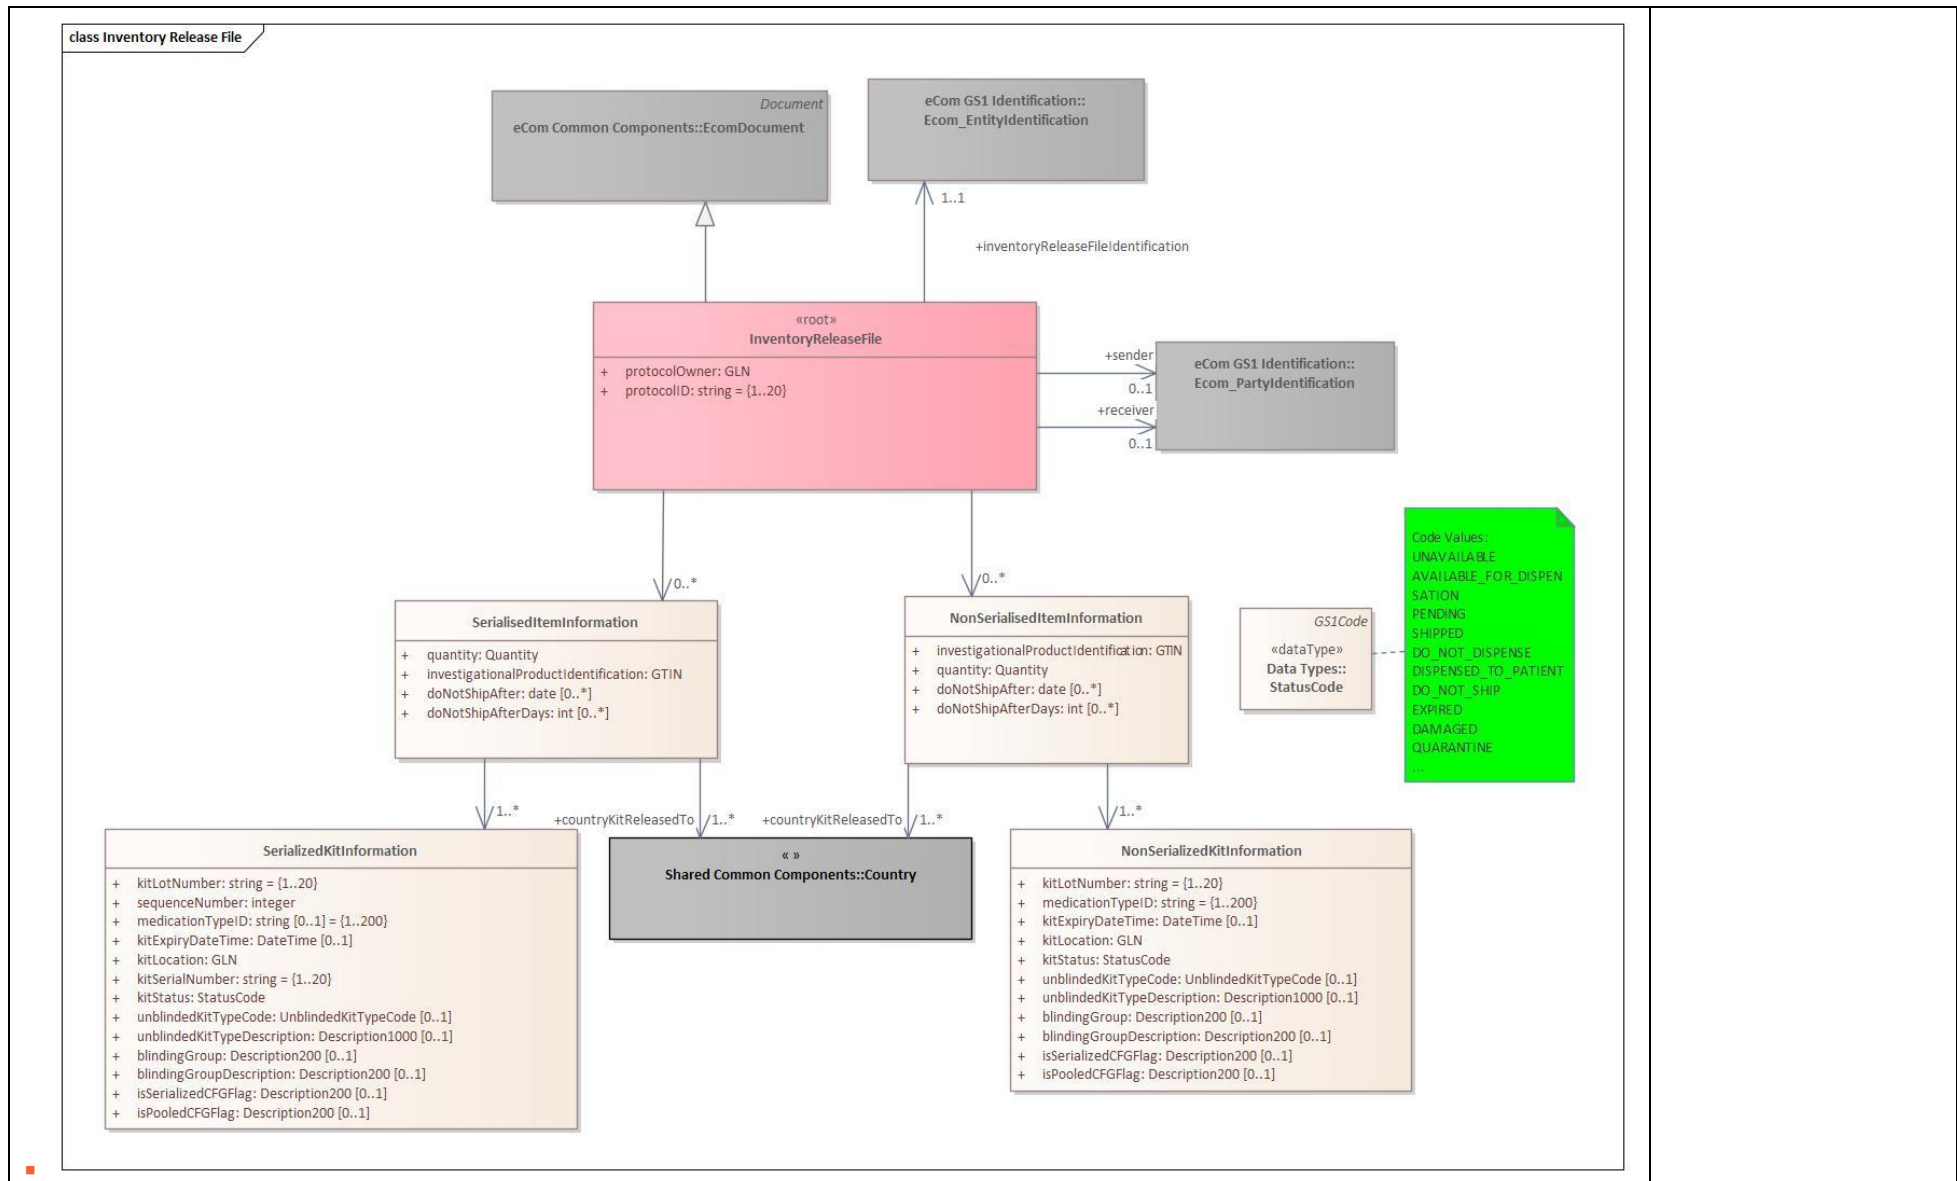 class Inventory Release File
Document
eCom Common Components::EcomDocument
eCom GS1 Identification::
Ecom_EntityIdentification
1..1
+inventoryReleaseFileIdentification
«root»
InventoryReleaseFile
+ protocolOwner: GLN
+ protocolID: string = {1..20}
+sender
0..1
+receiver
0..1
eCom GS1 Identification::
Ecom_PartyIdentification
0..*
0..*
SerialisedItemInformation
+ quantity: Quantity
+ investigationalProductIdentification: GTIN
+ doNotShipAfter: date [0..*]
+ doNotShipAfterDays: int [0..*]
NonSerialisedItemInformation
+ investigationalProductIdentification: GTIN
+ quantity: Quantity
+ doNotShipAfter: date [0..*]
+ doNotShipAfterDays: int [0..*]
GS1Code
«dataType»
Data Types::
StatusCode
Code Values:
UNAVAILABLE
AVAILABLE_FOR_DISPEN
SATION
PENDiNG
SHIPPED
DO_NOT_DISPENSE
DISPENSED_TO_PATIENT
DO_NOT_SHIP
EXPIRED
DAMAGED
QUARANTINE
...
1..*
+countryKitReleasedTo
1..*
+countryKitReleasedTo
1..*
1..*
SerializedKitInformation
+ kitLotNumber: string = {1..20}
+ sequenceNumber: integer
+ medicationTypeID: string [0..1] = {1..200}
+ kitExpiryDateTime: DateTime [0..1]
+ kitLocation: GLN
+ kitSerialNumber: string = {1..20}
+ kitStatus: StatusCode
+ unblindedKitTypeCode: UnblindedKitTypeCode [0..1]
+ unblindedKitTypeDescription: Description1000 [0..1]
+ blindingGroup: Description200 [0..1]
+ blindingGroupDescription: Description200 [0..1]
+ isSerializedCFGFlag: Description200 [0..1]
+ isPooledCFGFlag: Description200 [0..1]
« »
Shared Common Components::Country
NonSerializedKitInformation
+ kitLotNumber: string = {1..20}
+ medicationTypeID: string = {1..200}
+ kitExpiryDateTime: DateTime [0..1]
+ kitLocation: GLN
+ kitStatus: StatusCode
+ unblindedKitTypeCode: UnblindedKitTypeCode [0..1]
+ unblindedKitTypeDescription: Description1000 [0..1]
+ blindingGroup: Description200 [0..1]
+ blindingGroupDescription: Description200 [0..1]
+ isSerializedCFGFlag: Description200 [0..1]
+ isPooledCFGFlag: Description200 [0..1]